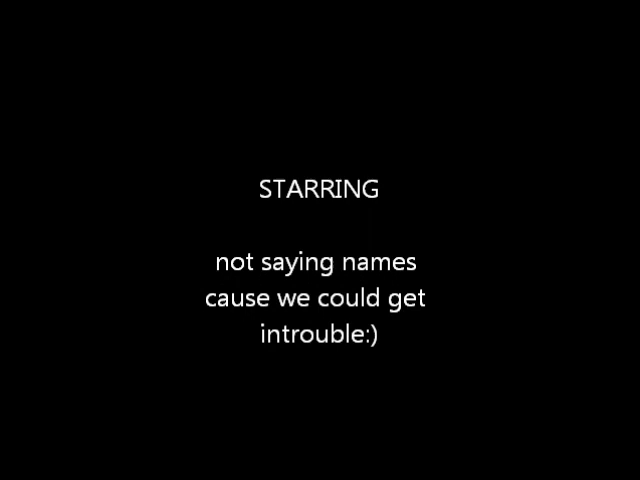 STARRING
not saying names
cause we could get
introuble:)